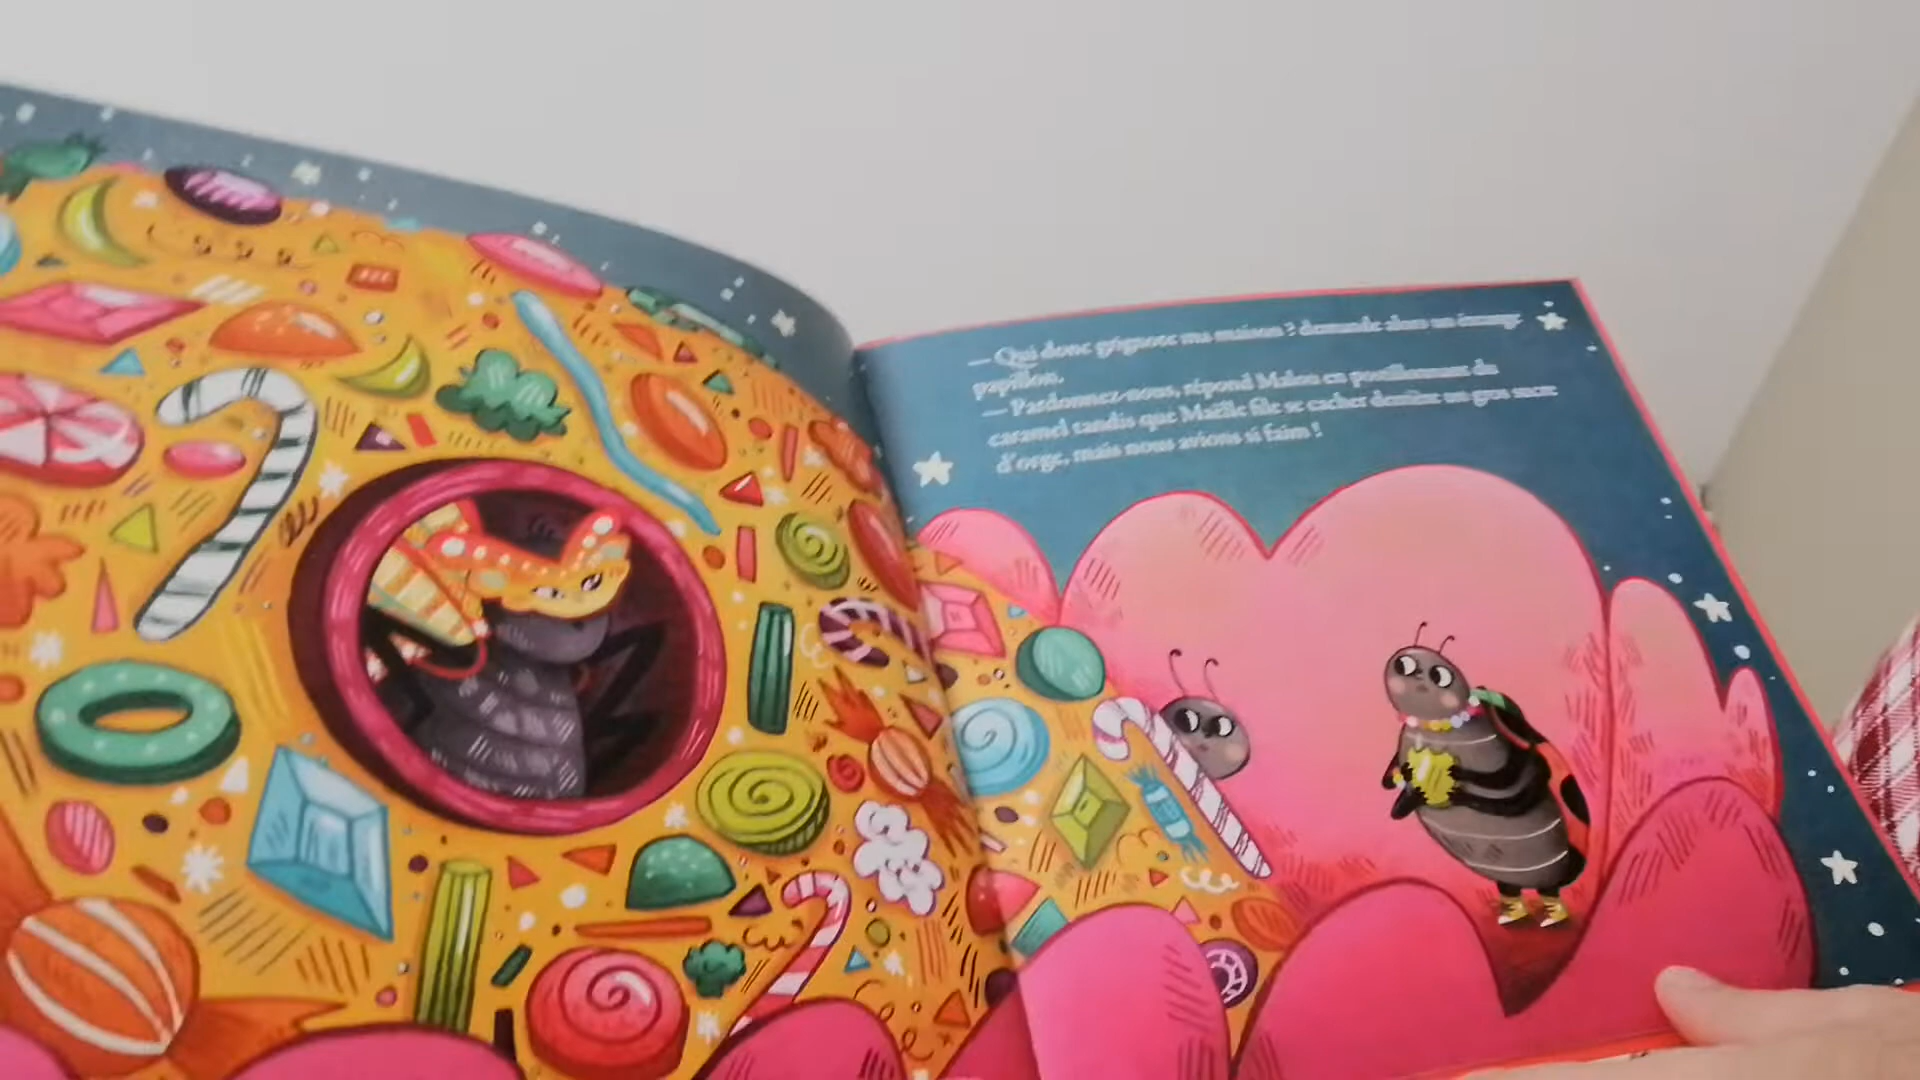 — Qui donc grignote ma maison ? demande alors un étrange
papillon.
— Pardonnez-nous, répond Malou en postillonnant du
caramel tandis que Maëlle file se cacher derrière un gros sucre
d'orge, mais nous avions si faim !